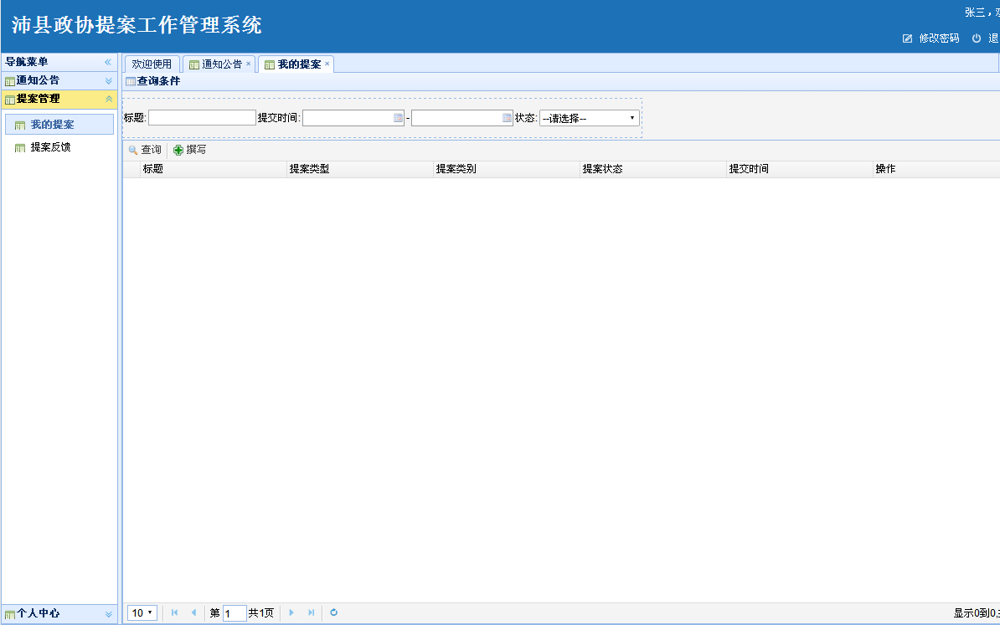 张三，
沛县政协提案工作管理系统
修改密码 退
导航菜单
通知公告
提案管理
我的提案
提案反馈
个人中心
欢迎使用 通知公告 我的提案
查询条件
标题: 提交时间: - 状态: --请选择--
查询 撰写
标题 提案类型 提案类别 提案状态 提交时间 操作
10 第 1 共1页 显示0到0,